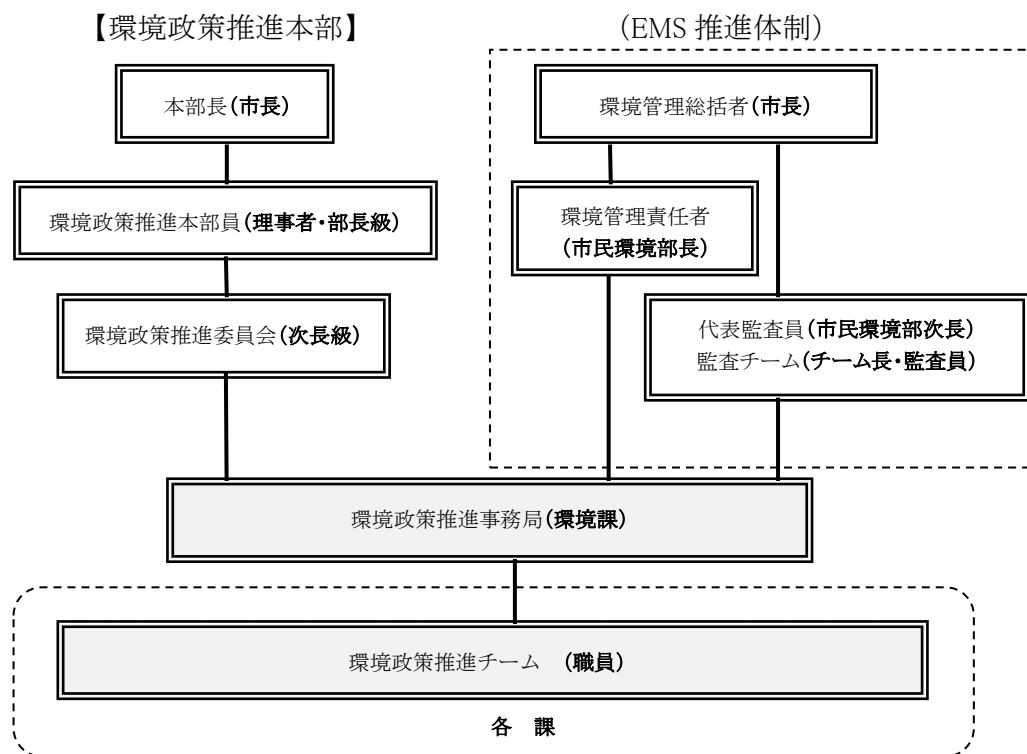 【環境政策推進本部】
(EMS 推進体制)
本部長(市長)
環境管理総括者(市長)
環境政策推進本部員(理事者・部長級)
環境管理責任者
(市民環境部長)
環境政策推進委員会(次長級)
代表監査員(市民環境部次長)
監査チーム(チーム長・監査員)
環境政策推進事務局(環境課)
環境政策推進チーム (職員)
各 課